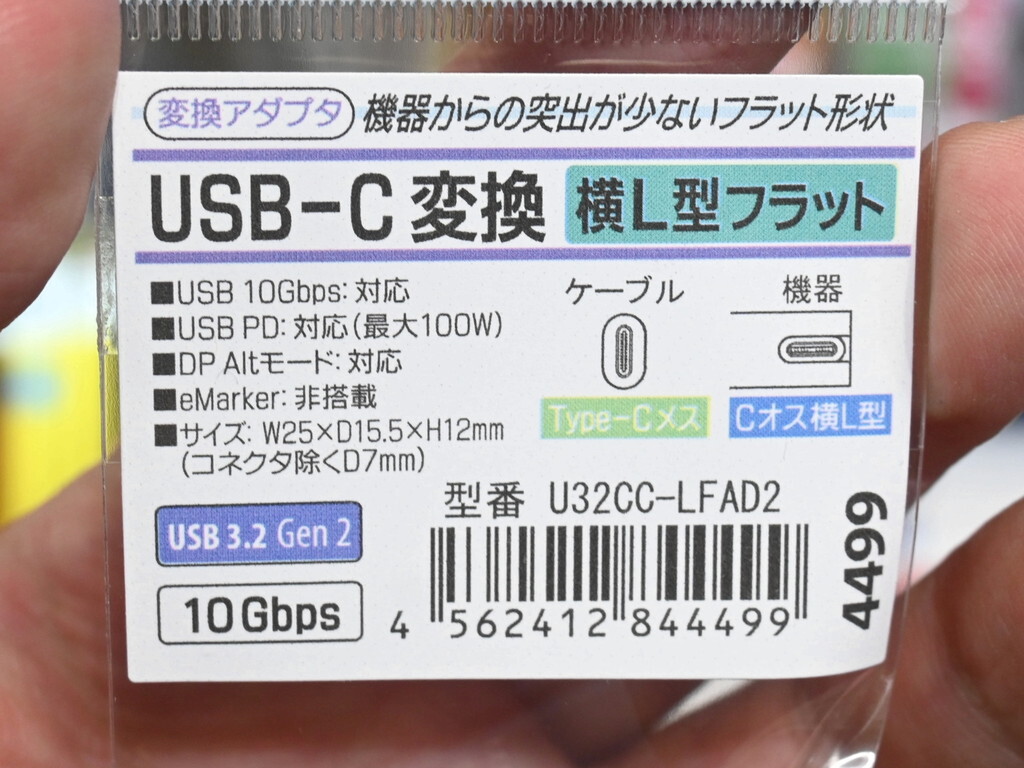 変換アダプタ 機器からの突出が少ないフラット形状
USB-C 変換 横L型フラット
■USB 10Gbps: 対応
■USB PD: 対応(最大100W)
■DP Altモード: 対応
■eMarker: 非搭載
■サイズ: W25×D15.5×H12mm
(コネクタ除くD7mm)
ケーブル
機器
Type-Cメス
Cオス横L型
USB 3.2 Gen 2
10Gbps
型番 U32CC-LFAD2
4 562412 844499
4499